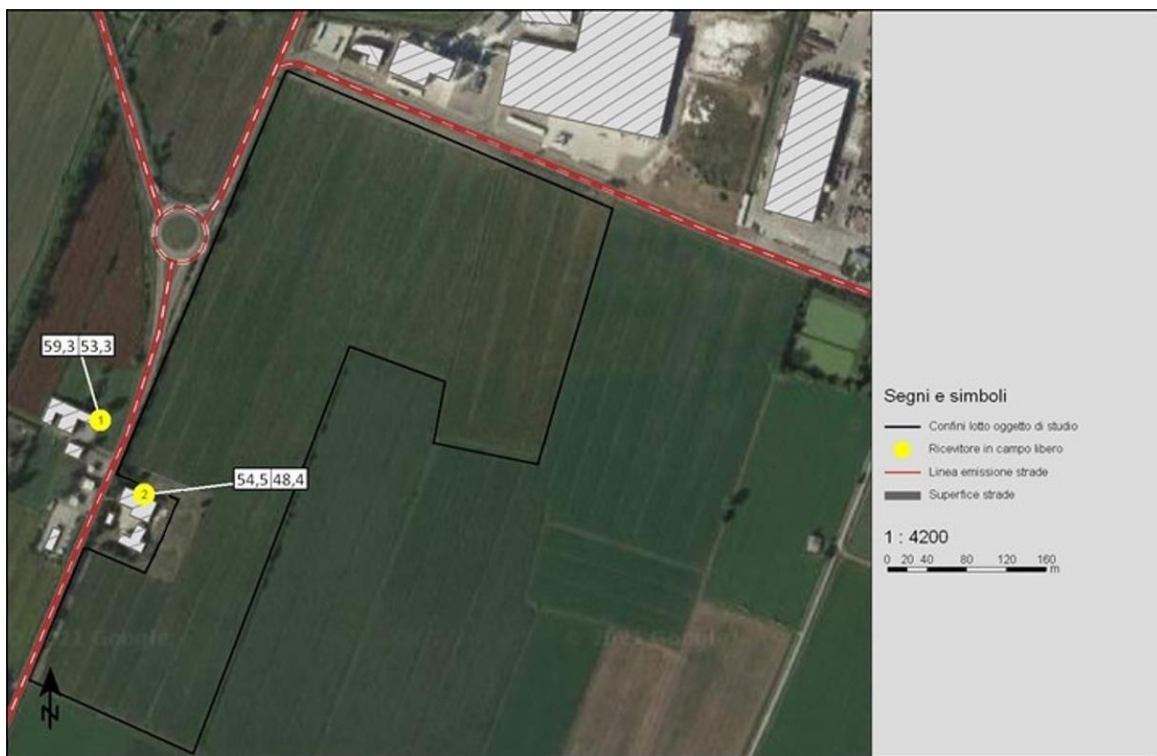 59,3 53,3
1
54,5 48,4
2
Segni e simboli
Confini lotto oggetto di studio
Ricevitore in campo libero
Linea emissione strade
Superfice strade
1 : 4200
0 20 40 80 120 160
m
N